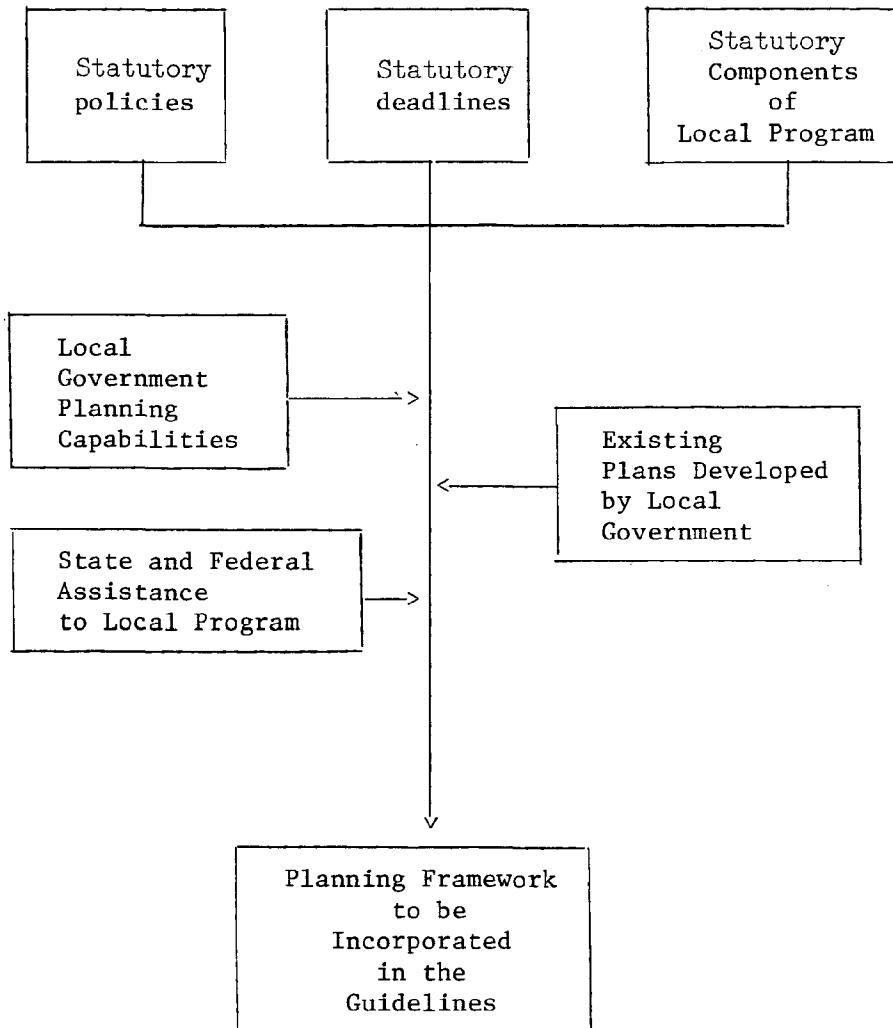 Statutory
policies
Statutory
deadlines
Statutory
Components
of
Local Program
Local
Government
Planning
Capabilities
Existing
Plans Developed
by Local
Government
State and Federal
Assistance
to Local Program
Planning Framework
to be
Incorporated
in the
Guidelines